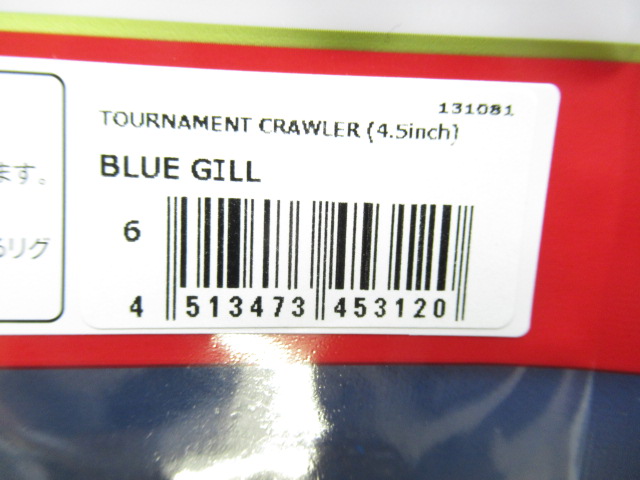 131081
TOURNAMENT CRAWLER (4.5inch)
BLUE GILL
ます。
リグ
6
4 513473 453120